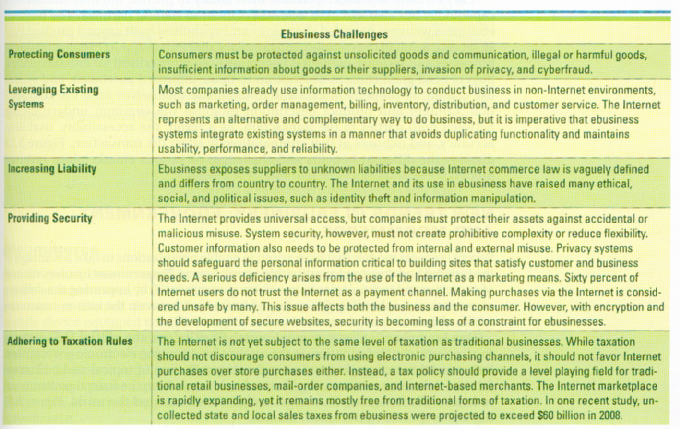 Ebusiness Challenges
Protecting Consumers
Consumers must be protected against unsolicited goods and communication, illegal or harmful goods,
insufficient information about goods or their suppliers, invasion of privacy, and cyberfraud.
Leveraging Existing
Systems
Most companies already use information technology to conduct business in non-Internet environments,
such as marketing, order management, billing, inventory, distribution, and customer service. The Internet
represents an alternative and complementary way to do business, but it is imperative that ebusiness
systems integrate existing systems in a manner that avoids duplicating functionality and maintains
usability, performance, and reliability.
Increasing Liability
Ebusiness exposes suppliers to unknown liabilities because Internet commerce law is vaguely defined
and differs from country to country. The Internet and its use in ebusiness have raised many ethical,
social, and political issues, such as identity theft and information manipulation.
Providing Security
The Internet provides universal access, but companies must protect their assets against accidental or
malicious misuse. System security, however, must not create prohibitive complexity or reduce flexibility.
Customer information also needs to be protected from internal and external misuse. Privacy systems
should safeguard the personal information critical to building sites that satisfy customer and business
needs. A serious deficiency arises from the use of the Internet as a marketing means. Sixty percent of
Internet users do not trust the Internet as a payment channel. Making purchases via the Internet is consid-
ered unsafe by many. This issue affects both the business and the consumer. However, with encryption and
the development of secure websites, security is becoming less of a constraint for ebusinesses.
Adhering to Taxation Rules
The Internet is not yet subject to the same level of taxation as traditional businesses. While taxation
should not discourage consumers from using electronic purchasing channels, it should not favor Internet
purchases over store purchases either. Instead, a tax policy should provide a level playing field for tradi-
tional retail businesses, mail-order companies, and Internet-based merchants. The Internet marketplace
is rapidly expanding, yet it remains mostly free from traditional forms of taxation. In one recent study, un-
collected state and local sales taxes from ebusiness were projected to exceed $60 billion in 2008.